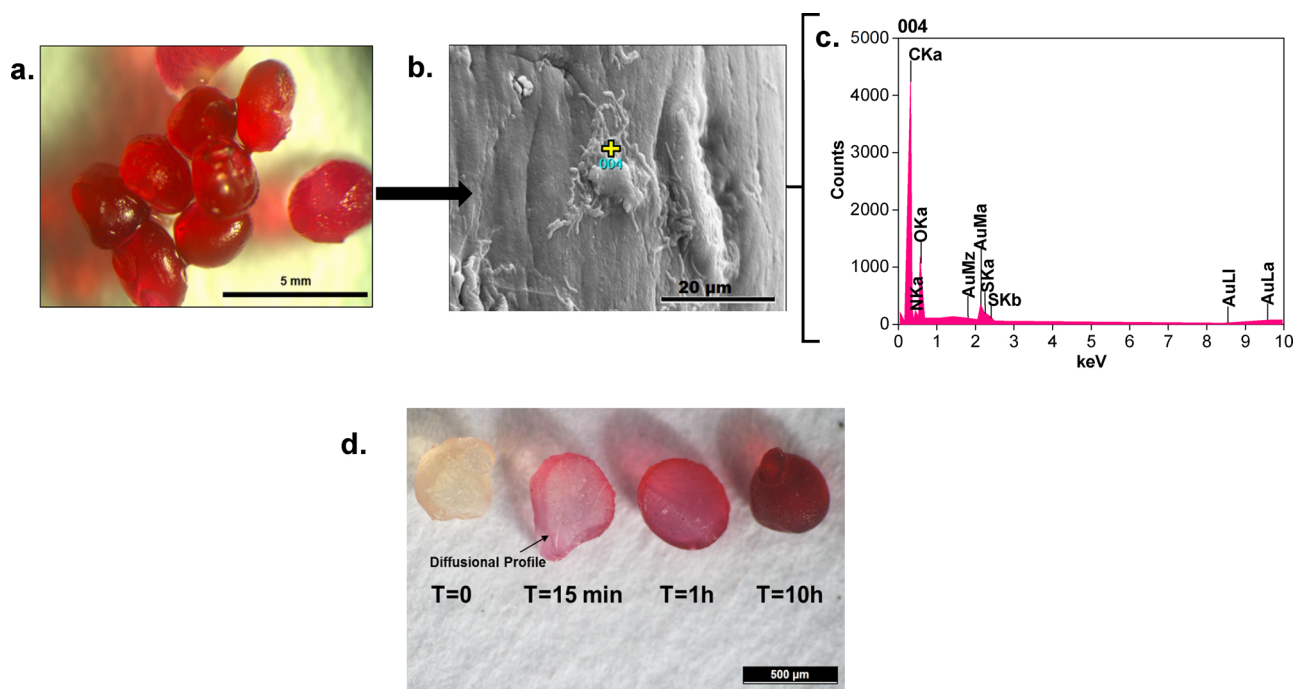 a.
5 mm
b.
004
20 µm
c.
004
5000
4000
3000
2000
1000
0
Counts
CKa
NKa
OKa
AuMz
AuMa
SKa
SKb
AuLl
AuLa
0 1 2 3 4 5 6 7 8 9 10
keV
d.
Diffusional Profile
T=0 T=15 min T=1h T=10h
500 µm